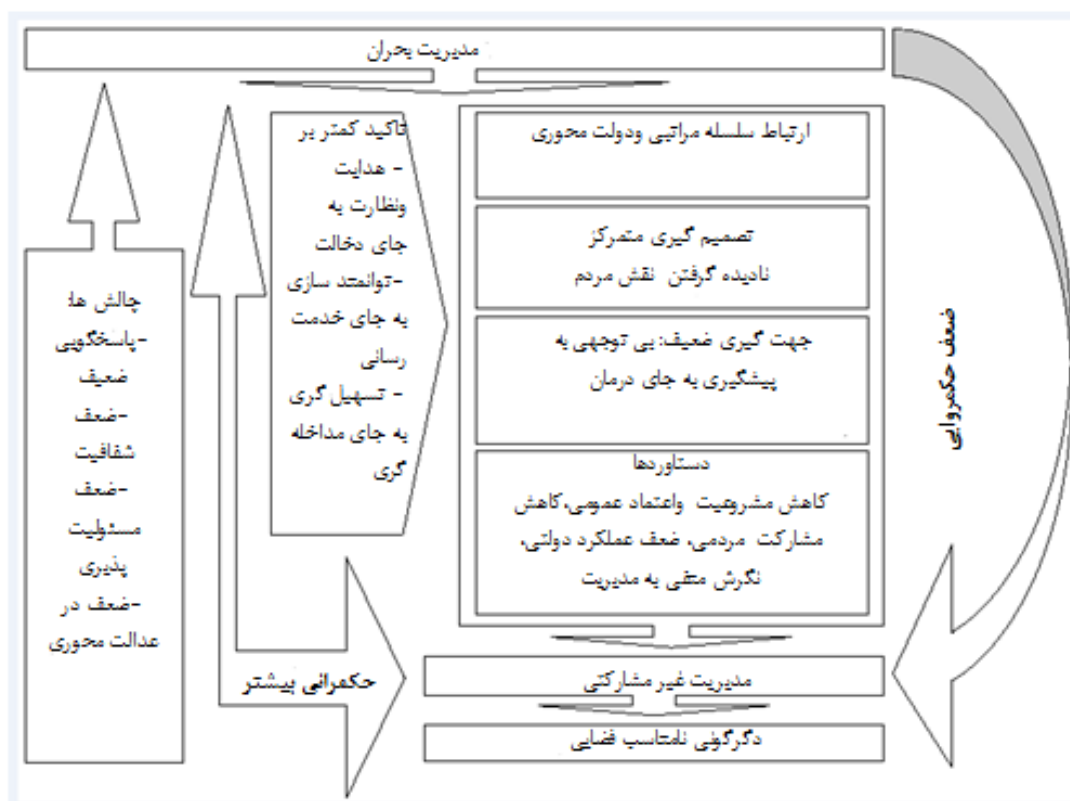 مدیریت بحران
ارتباط سلسله مراتبی ودولت محوری
تصمیم گیری متمرکز
نادیده گرفتن نقش مردم
جهت گیری ضعیف: بی توجهی به
پیشگیری به جای درمان
دستاوردها
کاهش مشروعیت واعتماد عمومی،کاهش
مشارکت مردمی، ضعف عملکرد دولتی،
نگرش منفی به مدیریت
تاکید کمتر بر
- هدایت
ونظارت به
جای دخالت
-توانمتد سازی
به جای خدمت
رسانی
- تسهیل گری
به جای مداخله
گری
چالش ها:
-پاسخگویی
ضعیف
-ضعف
شفافیت
-ضعف
مسئولیت
پذیری
-ضعف در
عدالت محوری
ضعف حکمروایی
حکمرانی بیشتر
مدیریت غیر مشارکتی
دگرگونی نامتاسب فضایی